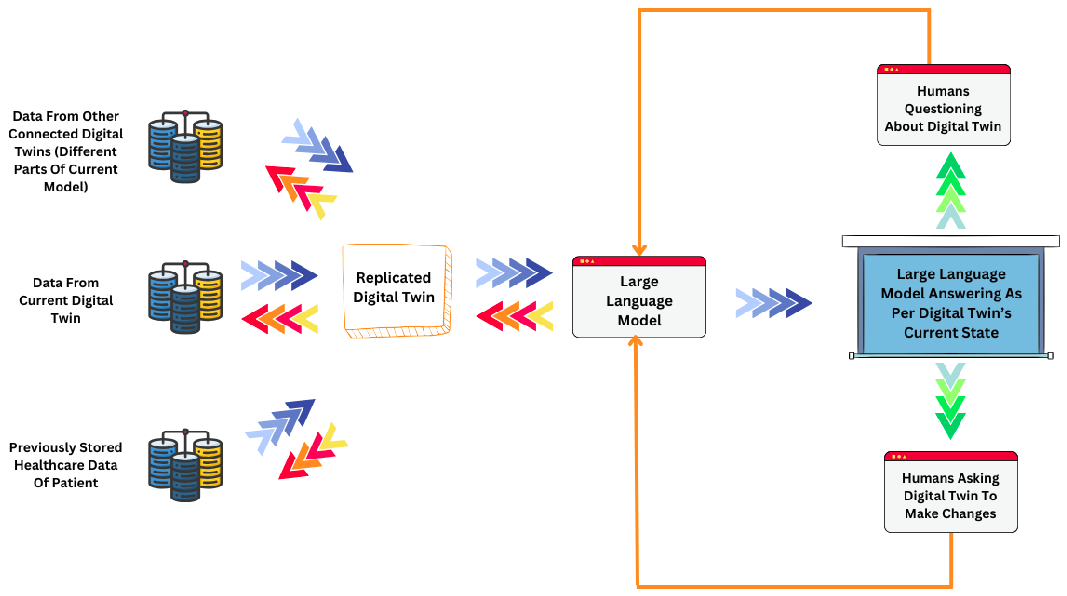 Data From Other
Connected Digital
Twins (Different
Parts Of Current
Model)
Data From
Current Digital
Twin
Previously Stored
Healthcare Data
Of Patient
Replicated
Digital Twin
Large
Language
Model
Humans
Questioning
About Digital Twin
Large Language
Model Answering As
Per Digital Twin's
Current State
Humans Asking
Digital Twin To
Make Changes